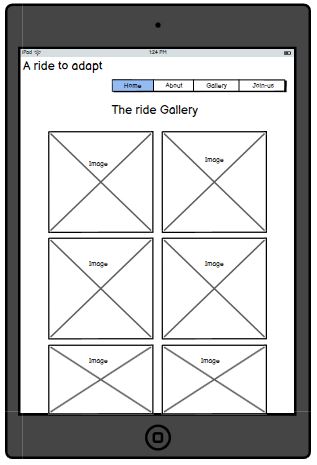 iPad
1:24 PM
A ride to adapt
Home About Gallery Join-us
The ride Gallery
Image Image
Image Image
Image Image